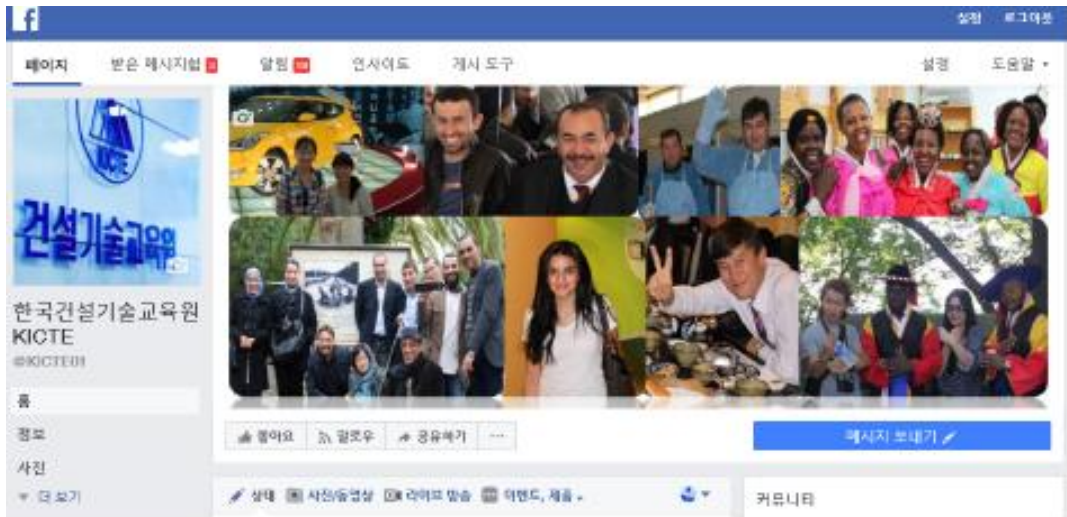 f
설정 로그아웃
페이지 받은 메시지함 알림 인사이트 게시 도구 설정 도움말
KICTE
건설기술교육원
한국건설기술교육원
KICTE
@KICTE01
홈
정보
사진
더 보기
좋아요 팔로우 공유하기 ...
메시지 보내기
상태 사진/동영상 라이브 방송 이벤트, 제품
커뮤니티